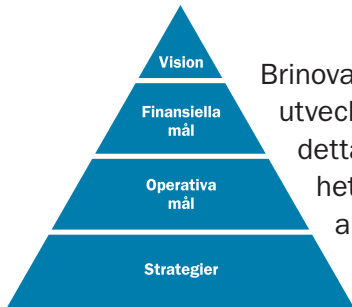 Vision
Finansiella
mål
Operativa
mål
Strategier
Brinova
utveck
detta
het
a